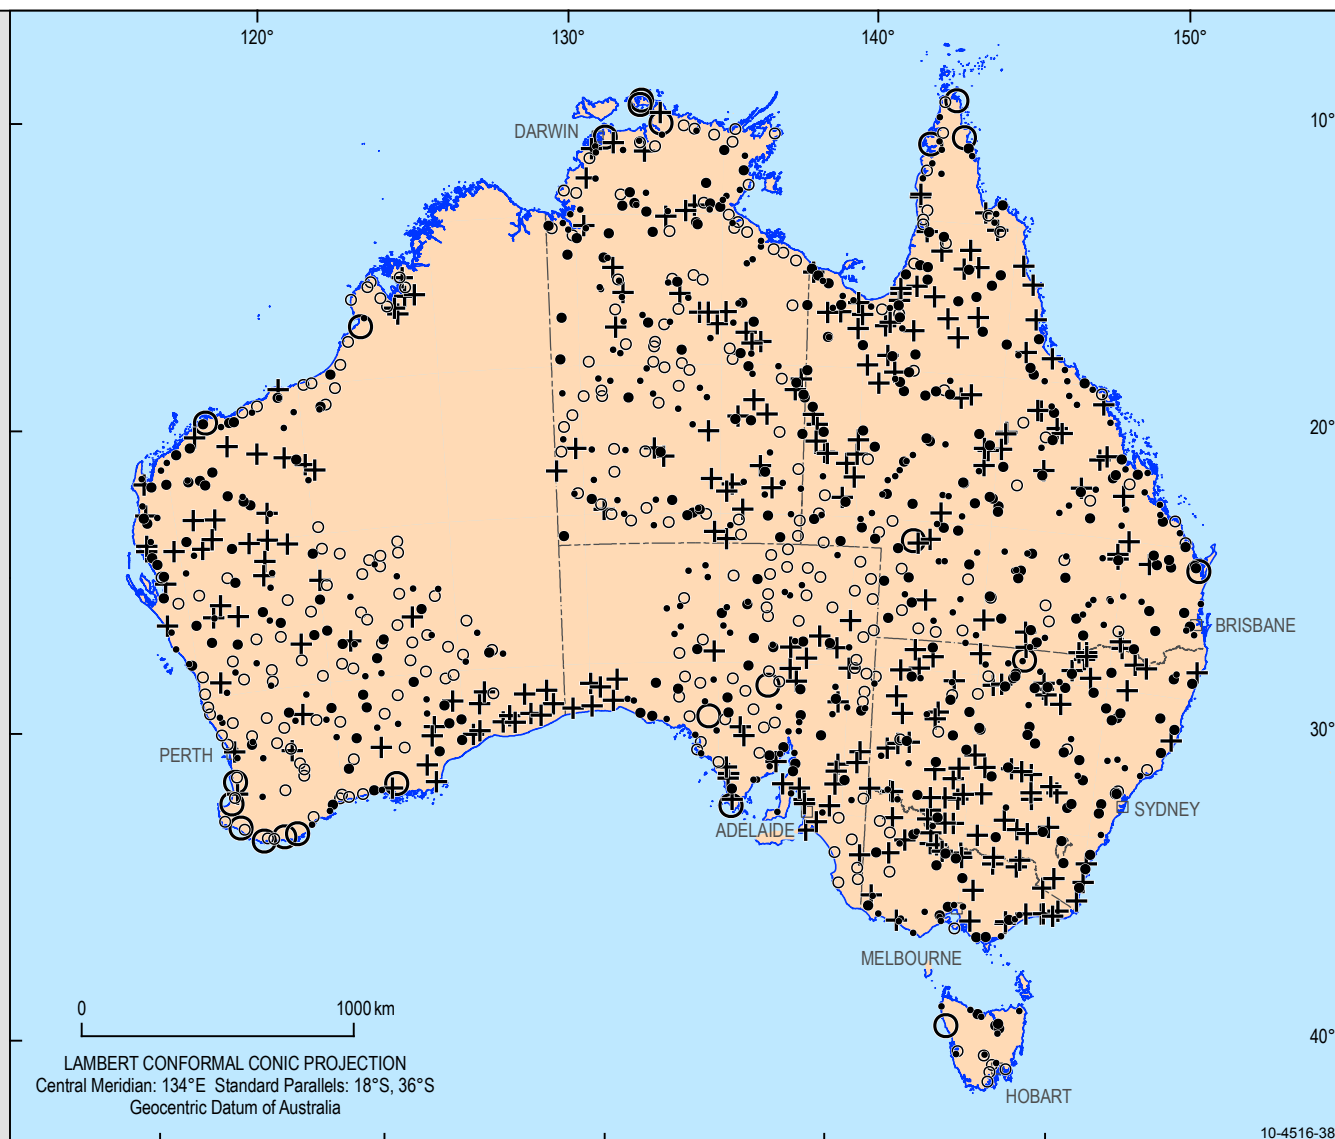 120°
130°
140°
150°
10°
DARWIN
20°
BRISBANE
30°
PERTH
SYDNEY
ADELAIDE
MELBOURNE
0
1000 km
40°
LAMBERT CONFORMAL CONIC PROJECTION
Central Meridian: 134°E Standard Parallels: 18°S, 36°S
Geocentric Datum of Australia
HOBART
10-4516-38